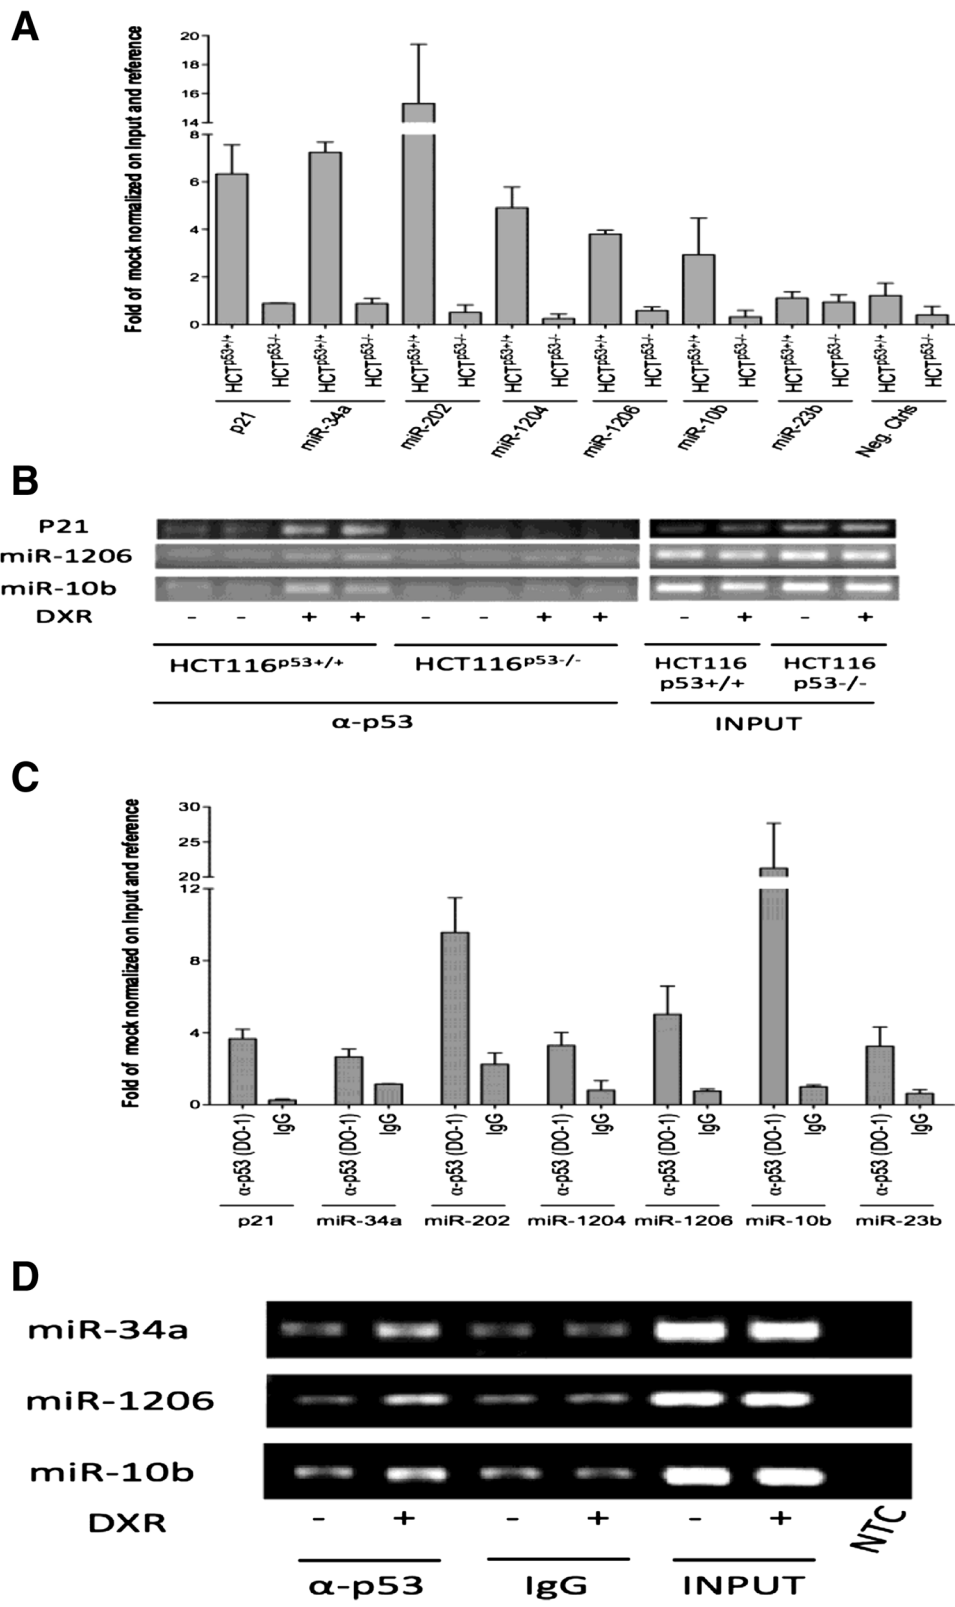 A
Fold of mock normalized on Input and reference
20
18
16
14
8
6
4
2
0
HCTp53+/+
HCTp53-/-
HCTp53+/+
HCTp53-/-
HCTp53+/+
HCTp53-/-
HCTp53+/+
HCTp53-/-
HCTp53+/+
HCTp53-/-
HCTp53+/+
HCTp53-/-
HCTp53+/+
HCTp53-/-
HCTp53+/+
HCTp53-/-
p21
miR-34a
miR-202
miR-1204
miR-1206
miR-10b
miR-23b
Neg. Ctrls
B
P21
miR-1206
miR-10b
DXR - - + + - - + + - + - +
HCT116p53+/+ HCT116p53-/- HCT116 HCT116
p53+/+ p53-/-
α-p53 INPUT
C
Fold of mock normalized on Input and reference
30
25
20
12
8
4
0
α-p53 (DO-1)
IgG
α-p53 (DO-1)
IgG
α-p53 (DO-1)
IgG
α-p53 (DO-1)
IgG
α-p53 (DO-1)
IgG
α-p53 (DO-1)
IgG
α-p53 (DO-1)
IgG
p21 miR-34a miR-202 miR-1204 miR-1206 miR-10b miR-23b
D
miR-34a
miR-1206
miR-10b
DXR - + - + - + NTC
α-p53 IgG INPUT